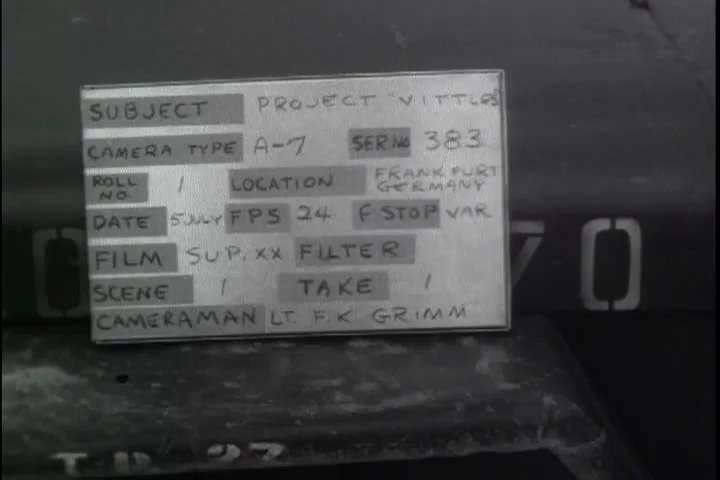 SUBJECT PROJECT "VITTLES"
CAMERA TYPE A-7 SER. NO 383
ROLL NO. 1 LOCATION FRANKFURT GERMANY
DATE 5 JULY FPS 24 F STOP VAR
FILM SUP. XX FILTER
SCENE 1 TAKE 1
CAMERAMAN LT. F.K GRIMM
70